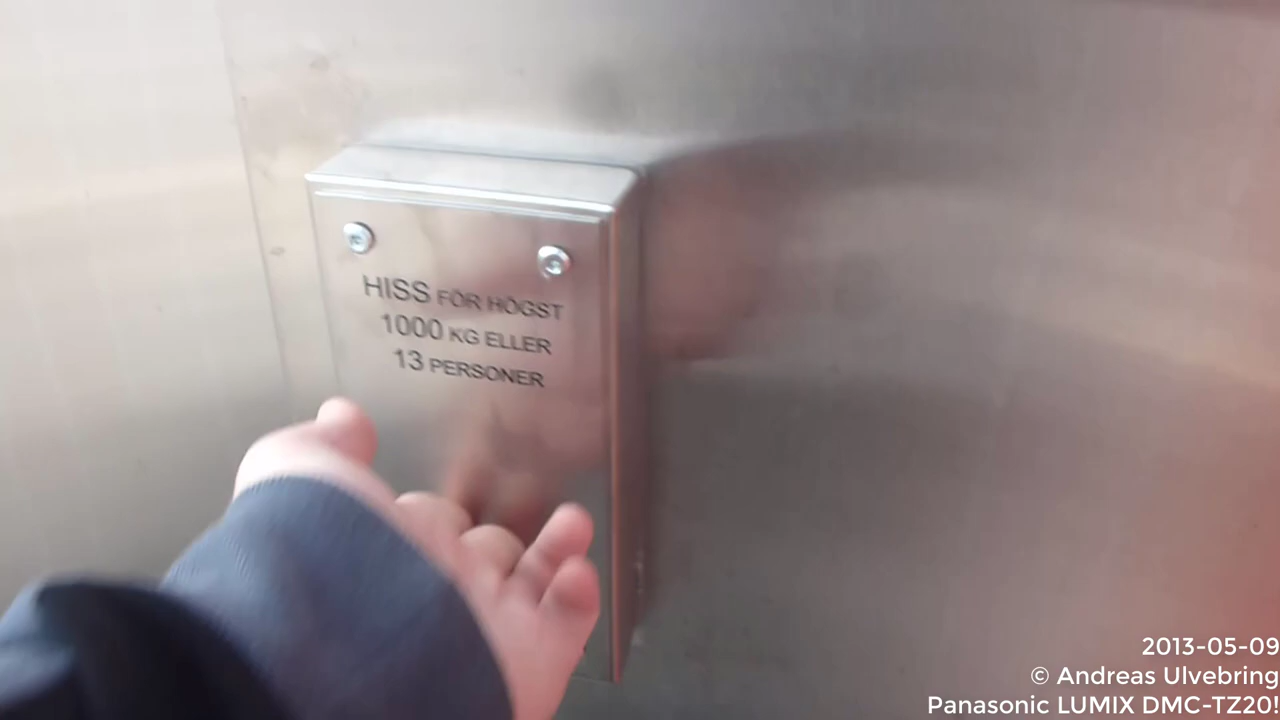 HISS FÖR HÖGST
1000 KG ELLER
13 PERSONER
2013-05-09
© Andreas Ulvebring
Panasonic LUMIX DMC-TZ20!